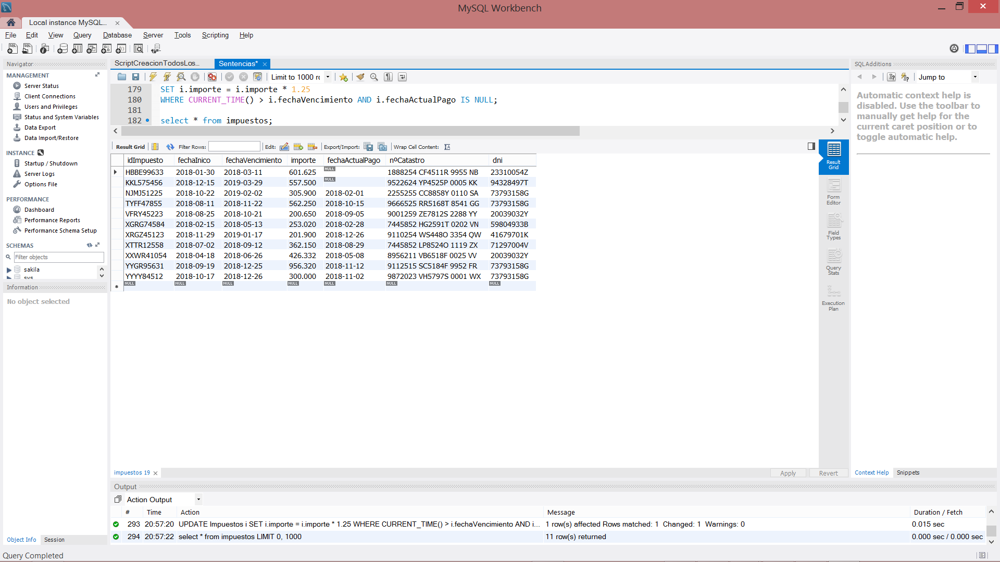 MySQL Workbench
Local instance MySQL...
File Edit View Query Database Server Tools Scripting Help
Navigator
MANAGEMENT
Server Status
Client Connections
Users and Privileges
Status and System Variables
Data Export
Data Import/Restore
INSTANCE
Startup / Shutdown
Server Logs
Options File
PERFORMANCE
Dashboard
Performance Reports
Performance Schema Setup
SCHEMAS
Filter objects
sakila
sys
Information
No object selected
Object Info Session
ScriptCreacionTodosLos... Sentencias*
Limit to 1000 rc
179 SET i.importe = i.importe * 1.25
180 WHERE CURRENT_TIME() > i.fechaVencimiento AND i.fechaActualPago IS NULL;
181
182 select * from impuestos;
Result Grid Filter Rows: Edit: Export/Import: Wrap Cell Content:
idImpuesto fechaInico fechaVencimiento importe fechaActualPago nºCatastro dni
HBBE99633 2018-01-30 2018-03-11 601.625 NULL 1888254 CF4511R 9955 NB 23310054Z
KKL575456 2018-12-15 2019-03-29 557.500 NULL 9522624 YP4525P 0005 KK 94328497T
NJMJ51225 2018-10-22 2019-02-02 305.900 2018-02-01 2255255 CC8858Y 0110 SA 73793158G
TYFF47855 2018-08-11 2018-11-22 562.250 2018-10-15 9666525 RR5168T 8541 GG 73793158G
VFRY45223 2018-08-25 2018-10-21 200.650 2018-09-05 9001259 ZE7812S 2288 YY 20039032Y
XGRG74584 2018-02-15 2018-05-13 253.020 2018-02-28 7445852 HG2591T 0202 VN 59804933B
XRGZ45123 2018-11-29 2019-01-17 201.900 2018-12-26 9110254 WS448O 3354 QW 41679701K
XTTR12558 2018-07-02 2018-09-12 362.150 2018-08-29 7445852 LP8524O 1119 ZX 71297004V
XXWR41054 2018-04-18 2018-06-26 426.332 2018-05-08 8956211 VB6518F 0025 VV 20039032Y
YYGR95631 2018-09-19 2018-12-25 956.320 2018-11-12 9112515 SC5184F 9952 FR 73793158G
YYYY84512 2018-10-17 2018-12-26 300.000 2018-11-02 9872023 VH5797S 0001 WX 73793158G
NULL NULL NULL NULL NULL NULL NULL
Result Grid
Form Editor
Field Types
Query Stats
Execution Plan
impuestos 19
Apply Revert
SQLAdditions
Jump to
Automatic context help is
disabled. Use the toolbar to
manually get help for the
current caret position or to
toggle automatic help.
Context Help Snippets
Output
Action Output
# Time Action Message Duration / Fetch
293 20:57:20 UPDATE Impuestos i SET i.importe = i.importe * 1.25 WHERE CURRENT_TIME() > i.fechaVencimiento AND i... 1 row(s) affected Rows matched: 1 Changed: 1 Warnings: 0 0.015 sec
294 20:57:22 select * from impuestos LIMIT 0, 1000 11 row(s) returned 0.000 sec / 0.000 sec
Query Completed